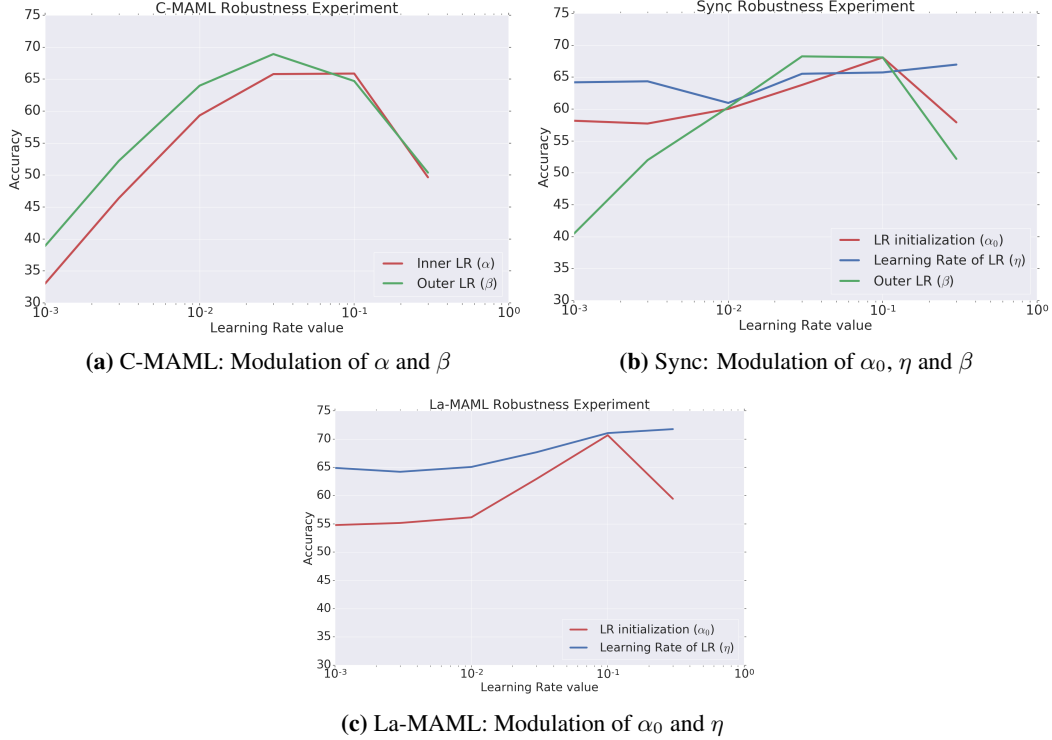 C-MAML Robustness Experiment
75
70
65
60
55
50
45
40
35
30
Accuracy
10⁻³
10⁻²
10⁻¹
10⁰
Learning Rate value
Inner LR (α)
Outer LR (β)
(a) C-MAML: Modulation of α and β
Sync Robustness Experiment
75
70
65
60
55
50
45
40
35
30
Accuracy
10⁻³
10⁻²
10⁻¹
10⁰
Learning Rate value
LR initialization (α₀)
Learning Rate of LR (η)
Outer LR (β)
(b) Sync: Modulation of α₀, η and β
La-MAML Robustness Experiment
75
70
65
60
55
50
45
40
35
30
Accuracy
10⁻³
10⁻²
10⁻¹
10⁰
Learning Rate value
LR initialization (α₀)
Learning Rate of LR (η)
(c) La-MAML: Modulation of α₀ and η